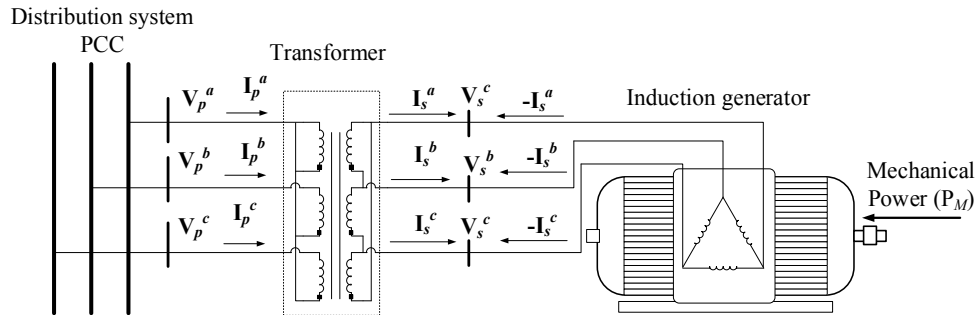 Distribution system
PCC
Transformer
Induction generator
Mechanical
Power (P_M)
V_p^a
I_p^a
I_s^a
V_s^c
-I_s^a
V_p^b
I_p^b
I_s^b
V_s^b
-I_s^b
V_p^c
I_p^c
I_s^c
V_s^c
-I_s^c